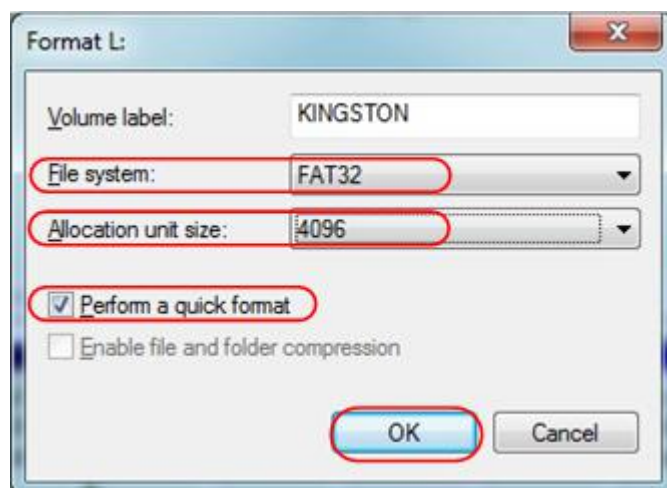 Format L:
Volume label: KINGSTON
File system: FAT32
Allocation unit size: 4096
Perform a quick format
Enable file and folder compression
OK Cancel